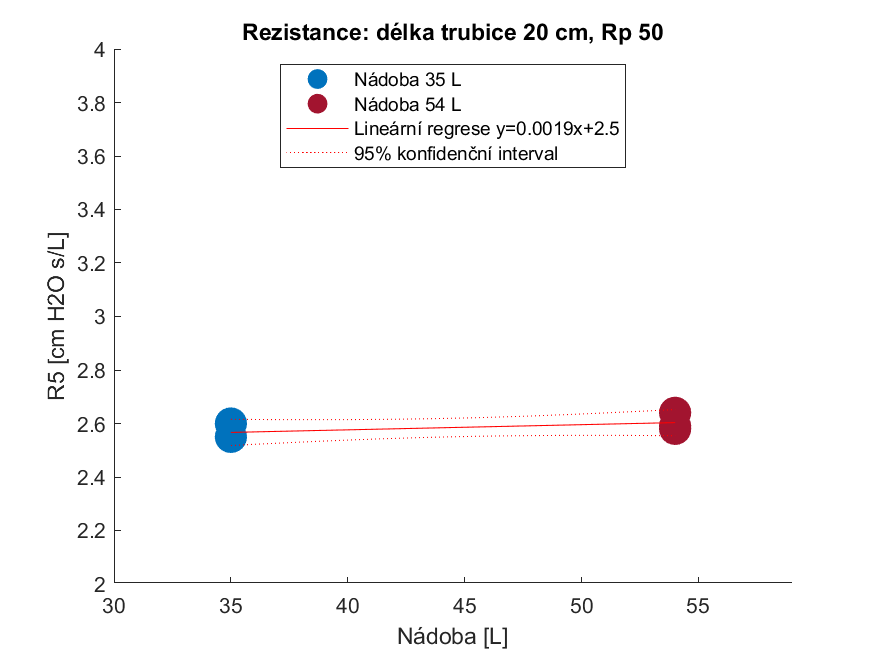 Rezistance: délka trubice 20 cm, Rp 50
Nádoba 35 L
Nádoba 54 L
Lineární regrese y=0.0019x+2.5
95% konfidenční interval
R5 [cm H2O s/L]
4
3.8
3.6
3.4
3.2
3
2.8
2.6
2.4
2.2
2
30
35
40
45
50
55
Nádoba [L]